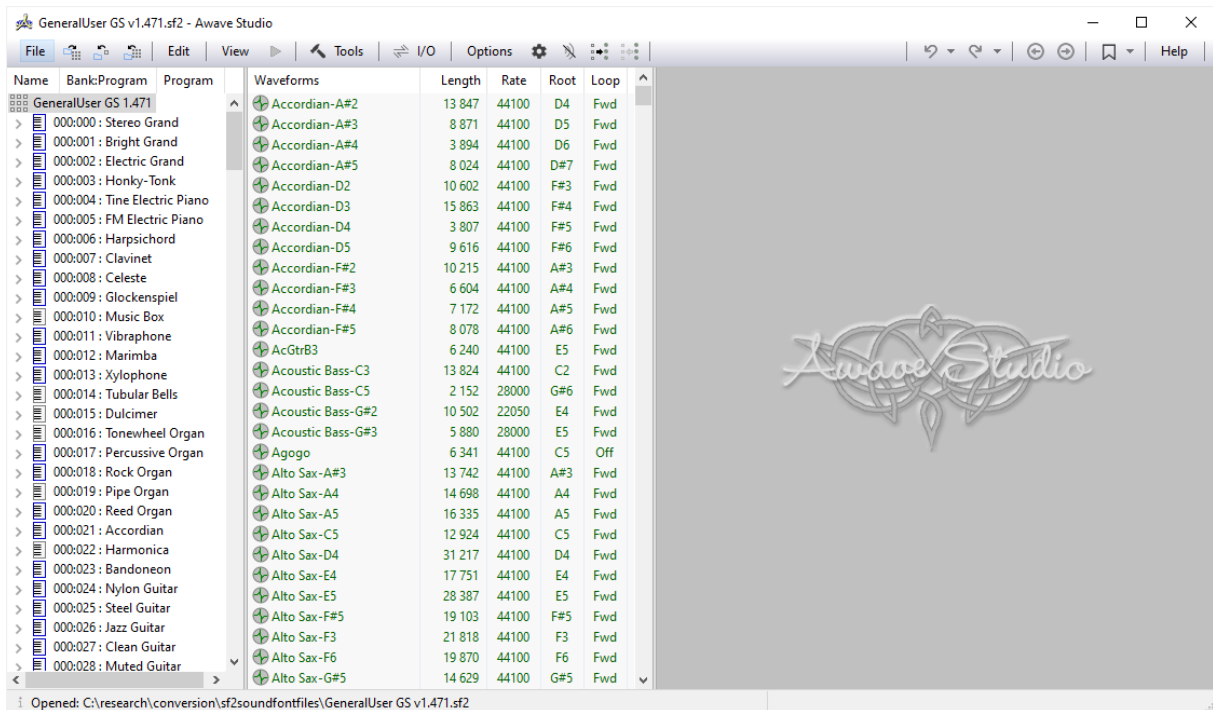 GeneralUser GS v1.471.sf2 - Awave Studio
File Edit View Tools I/O Options Help
Name Bank:Program Program
GeneralUser GS 1.471
000:000 : Stereo Grand
000:001 : Bright Grand
000:002 : Electric Grand
000:003 : Honky-Tonk
000:004 : Tine Electric Piano
000:005 : FM Electric Piano
000:006 : Harpsichord
000:007 : Clavinet
000:008 : Celeste
000:009 : Glockenspiel
000:010 : Music Box
000:011 : Vibraphone
000:012 : Marimba
000:013 : Xylophone
000:014 : Tubular Bells
000:015 : Dulcimer
000:016 : Tonewheel Organ
000:017 : Percussive Organ
000:018 : Rock Organ
000:019 : Pipe Organ
000:020 : Reed Organ
000:021 : Accordian
000:022 : Harmonica
000:023 : Bandoneon
000:024 : Nylon Guitar
000:025 : Steel Guitar
000:026 : Jazz Guitar
000:027 : Clean Guitar
000:028 : Muted Guitar
Waveforms Length Rate Root Loop
Accordian-A#2 13 847 44100 D4 Fwd
Accordian-A#3 8 871 44100 D5 Fwd
Accordian-A#4 3 894 44100 D6 Fwd
Accordian-A#5 8 024 44100 D#7 Fwd
Accordian-D2 10 602 44100 F#3 Fwd
Accordian-D3 15 863 44100 F#4 Fwd
Accordian-D4 3 807 44100 F#5 Fwd
Accordian-D5 9 616 44100 F#6 Fwd
Accordian-F#2 10 215 44100 A#3 Fwd
Accordian-F#3 6 604 44100 A#4 Fwd
Accordian-F#4 7 172 44100 A#5 Fwd
Accordian-F#5 8 078 44100 A#6 Fwd
AcGtrB3 6 240 44100 E5 Fwd
Acoustic Bass-C3 13 824 44100 C2 Fwd
Acoustic Bass-C5 2 152 28000 G#6 Fwd
Acoustic Bass-G#2 10 502 22050 E4 Fwd
Acoustic Bass-G#3 5 880 28000 E5 Fwd
Agogo 6 341 44100 C5 Off
Alto Sax-A#3 13 742 44100 A#3 Fwd
Alto Sax-A4 14 698 44100 A4 Fwd
Alto Sax-A5 16 335 44100 A5 Fwd
Alto Sax-C5 12 924 44100 C5 Fwd
Alto Sax-D4 31 217 44100 D4 Fwd
Alto Sax-E4 17 751 44100 E4 Fwd
Alto Sax-E5 28 387 44100 E5 Fwd
Alto Sax-F#5 19 103 44100 F#5 Fwd
Alto Sax-F3 21 818 44100 F3 Fwd
Alto Sax-F6 19 870 44100 F6 Fwd
Alto Sax-G#5 14 629 44100 G#5 Fwd
Awave Studio
Opened: C:\research\conversion\sf2soundfontfiles\GeneralUser GS v1.471.sf2